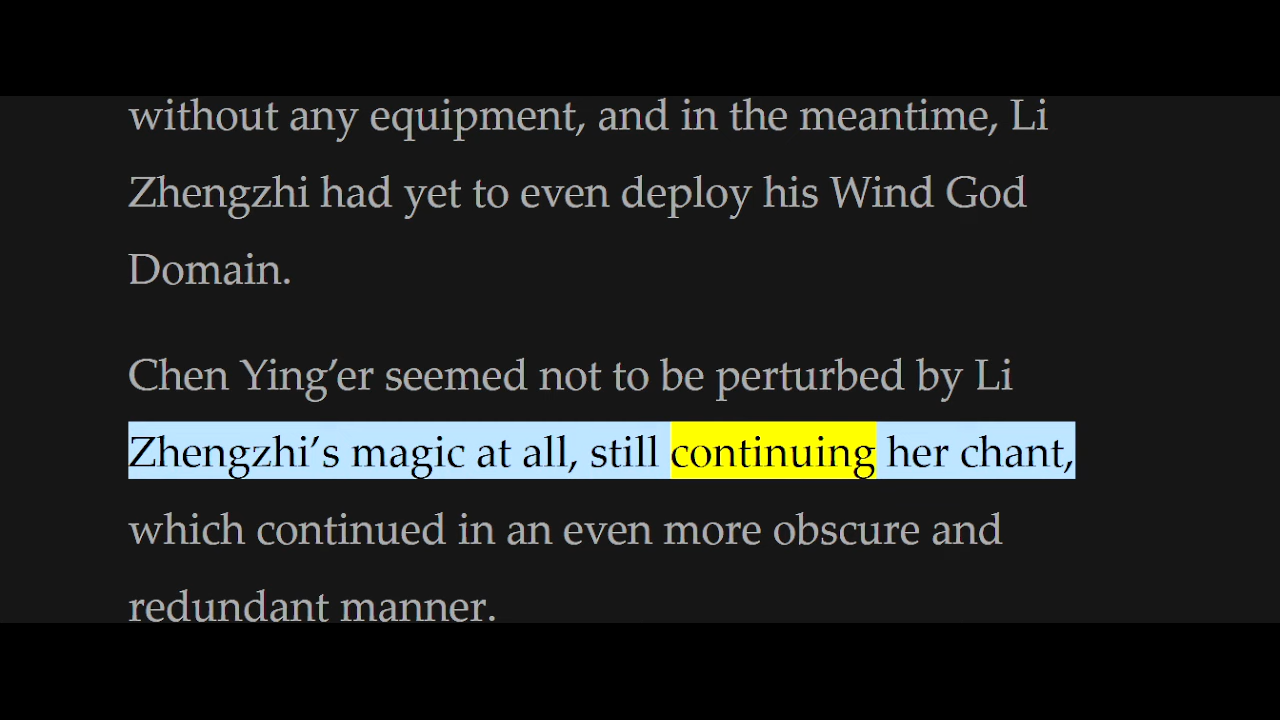 without any equipment, and in the meantime, Li
Zhengzhi had yet to even deploy his Wind God
Domain.
Chen Ying’er seemed not to be perturbed by Li
Zhengzhi’s magic at all, still continuing her chant,
which continued in an even more obscure and
redundant manner.